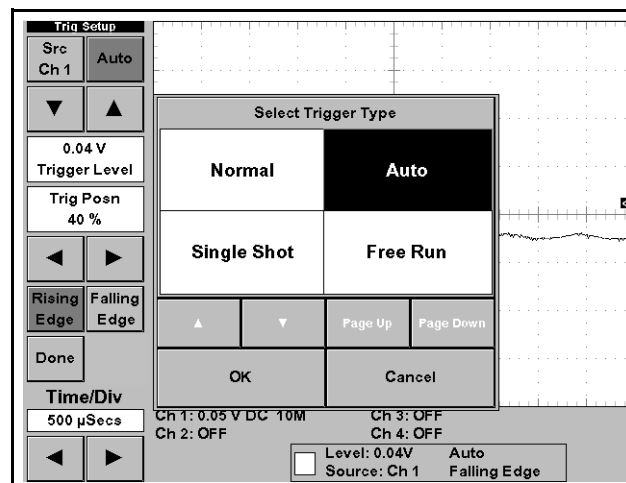 Trig Setup
Src
Ch 1
Auto
▼ ▲
0.04 V
Trigger Level
Trig Posn
40 %
◄ ►
Rising
Edge
Falling
Edge
Done
Time/Div
500 µSecs
◄ ►
Select Trigger Type
Normal
Auto
Single Shot
Free Run
▲ ▼ Page Up Page Down
OK
Cancel
Ch 1: 0.05 V DC 10M
Ch 3: OFF
Ch 2: OFF
Ch 4: OFF
Level: 0.04V Auto
Source: Ch 1 Falling Edge